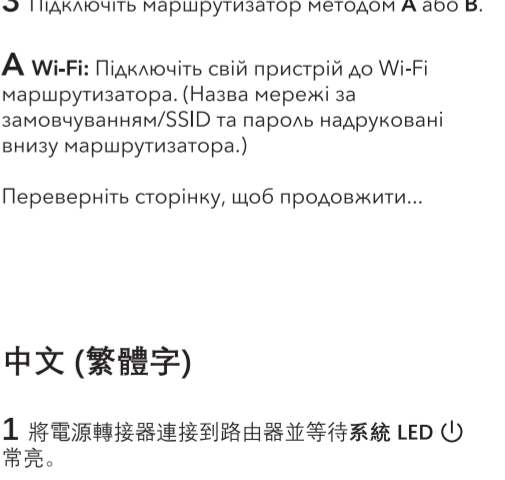 3 Підключіть маршрутизатор методом A або B.
A Wi-Fi: Підключіть свій пристрій до Wi-Fi
маршрутизатора. (Назва мережі за
замовчуванням/SSID та пароль надруковані
внизу маршрутизатора.)
Переверніть сторінку, щоб продовжити...
中文 (繁體字)
1 將電源轉接器連接到路由器並等待系統 LED ⏻
常亮。